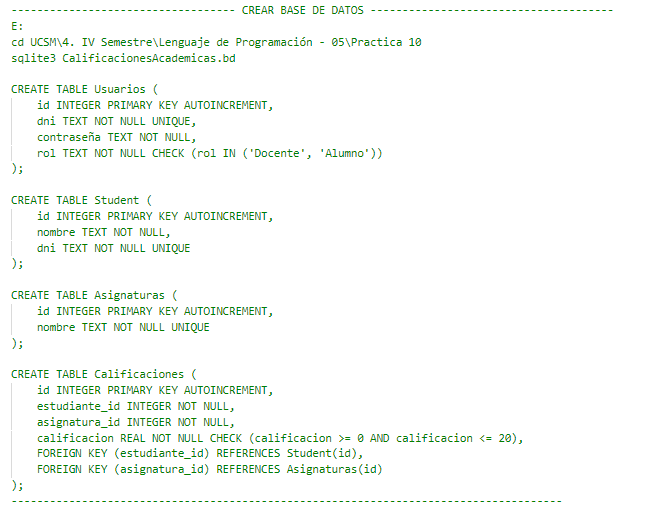 ---------------------------------- CREAR BASE DE DATOS -------------------------------------
E:
cd UCSM\4. IV Semestre\Lenguaje de Programación - 05\Practica 10
sqlite3 CalificacionesAcademicas.bd
CREATE TABLE Usuarios (
    id INTEGER PRIMARY KEY AUTOINCREMENT,
    dni TEXT NOT NULL UNIQUE,
    contraseña TEXT NOT NULL,
    rol TEXT NOT NULL CHECK (rol IN ('Docente', 'Alumno'))
);
CREATE TABLE Student (
    id INTEGER PRIMARY KEY AUTOINCREMENT,
    nombre TEXT NOT NULL,
    dni TEXT NOT NULL UNIQUE
);
CREATE TABLE Asignaturas (
    id INTEGER PRIMARY KEY AUTOINCREMENT,
    nombre TEXT NOT NULL UNIQUE
);
CREATE TABLE Calificaciones (
    id INTEGER PRIMARY KEY AUTOINCREMENT,
    estudiante_id INTEGER NOT NULL,
    asignatura_id INTEGER NOT NULL,
    calificacion REAL NOT NULL CHECK (calificacion >= 0 AND calificacion <= 20),
    FOREIGN KEY (estudiante_id) REFERENCES Student(id),
    FOREIGN KEY (asignatura_id) REFERENCES Asignaturas(id)
);
------------------------------------------------------------------------------------